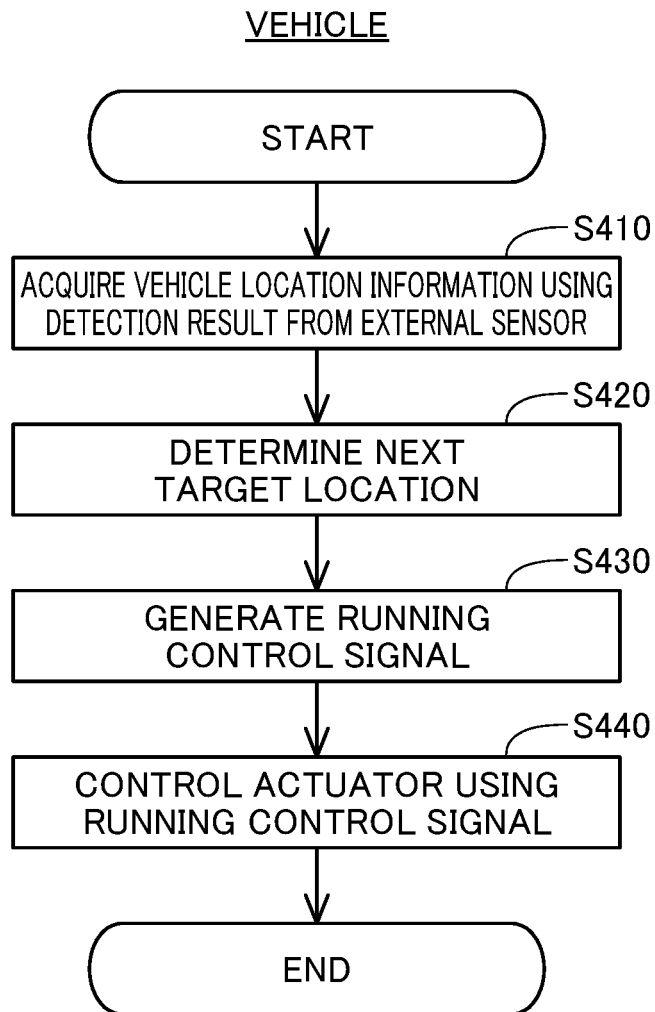 VEHICLE
START
S410
ACQUIRE VEHICLE LOCATION INFORMATION USING
DETECTION RESULT FROM EXTERNAL SENSOR
S420
DETERMINE NEXT
TARGET LOCATION
S430
GENERATE RUNNING
CONTROL SIGNAL
S440
CONTROL ACTUATOR USING
RUNNING CONTROL SIGNAL
END